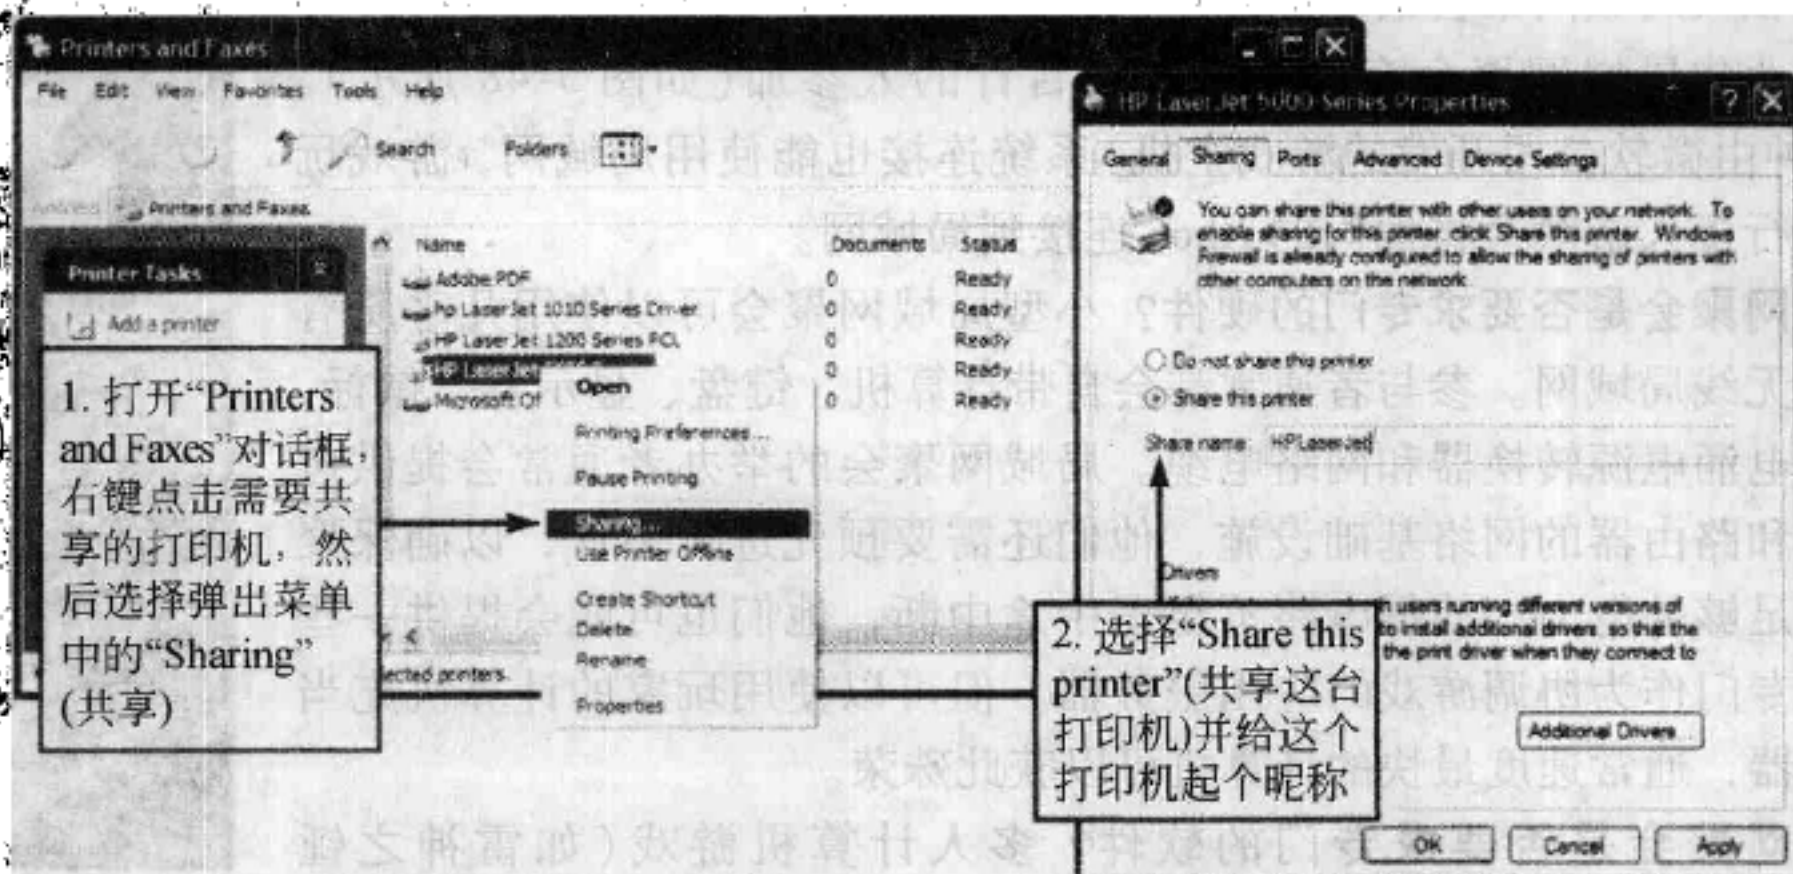 Printers and Faxes
File Edit View Favorites Tools Help
Search Folders
Printers and Faxes
Printer Tasks
Add a printer
Name Documents Status
Adobe PDF 0 Ready
hp LaserJet 1010 Series Driver 0 Ready
HP LaserJet 1200 Series PCL 0 Ready
HP LaserJet 0 Ready
Microsoft Of 0 Ready
Open
Printing Preferences...
Pause Printing
Sharing...
Use Printer Offline
Create Shortcut
Delete
Rename
Properties
ected printers.
1. 打开“Printers
and Faxes”对话框，
右键点击需要共
享的打印机，然
后选择弹出菜单
中的“Sharing”
(共享)
HP LaserJet 5000 Series Properties
General Sharing Ports Advanced Device Settings
You can share this printer with other users on your network. To
enable sharing for this printer, click Share this printer. Windows
Firewall is already configured to allow the sharing of printers with
other computers on the network.
Do not share this printer
Share this printer
Share name: HPLaserJet
Drivers
h users running different versions of
to install additional drivers, so that the
the print driver when they connect to
Additional Drivers...
2. 选择“Share this
printer”(共享这台
打印机)并给这个
打印机起个昵称
OK Cancel Apply